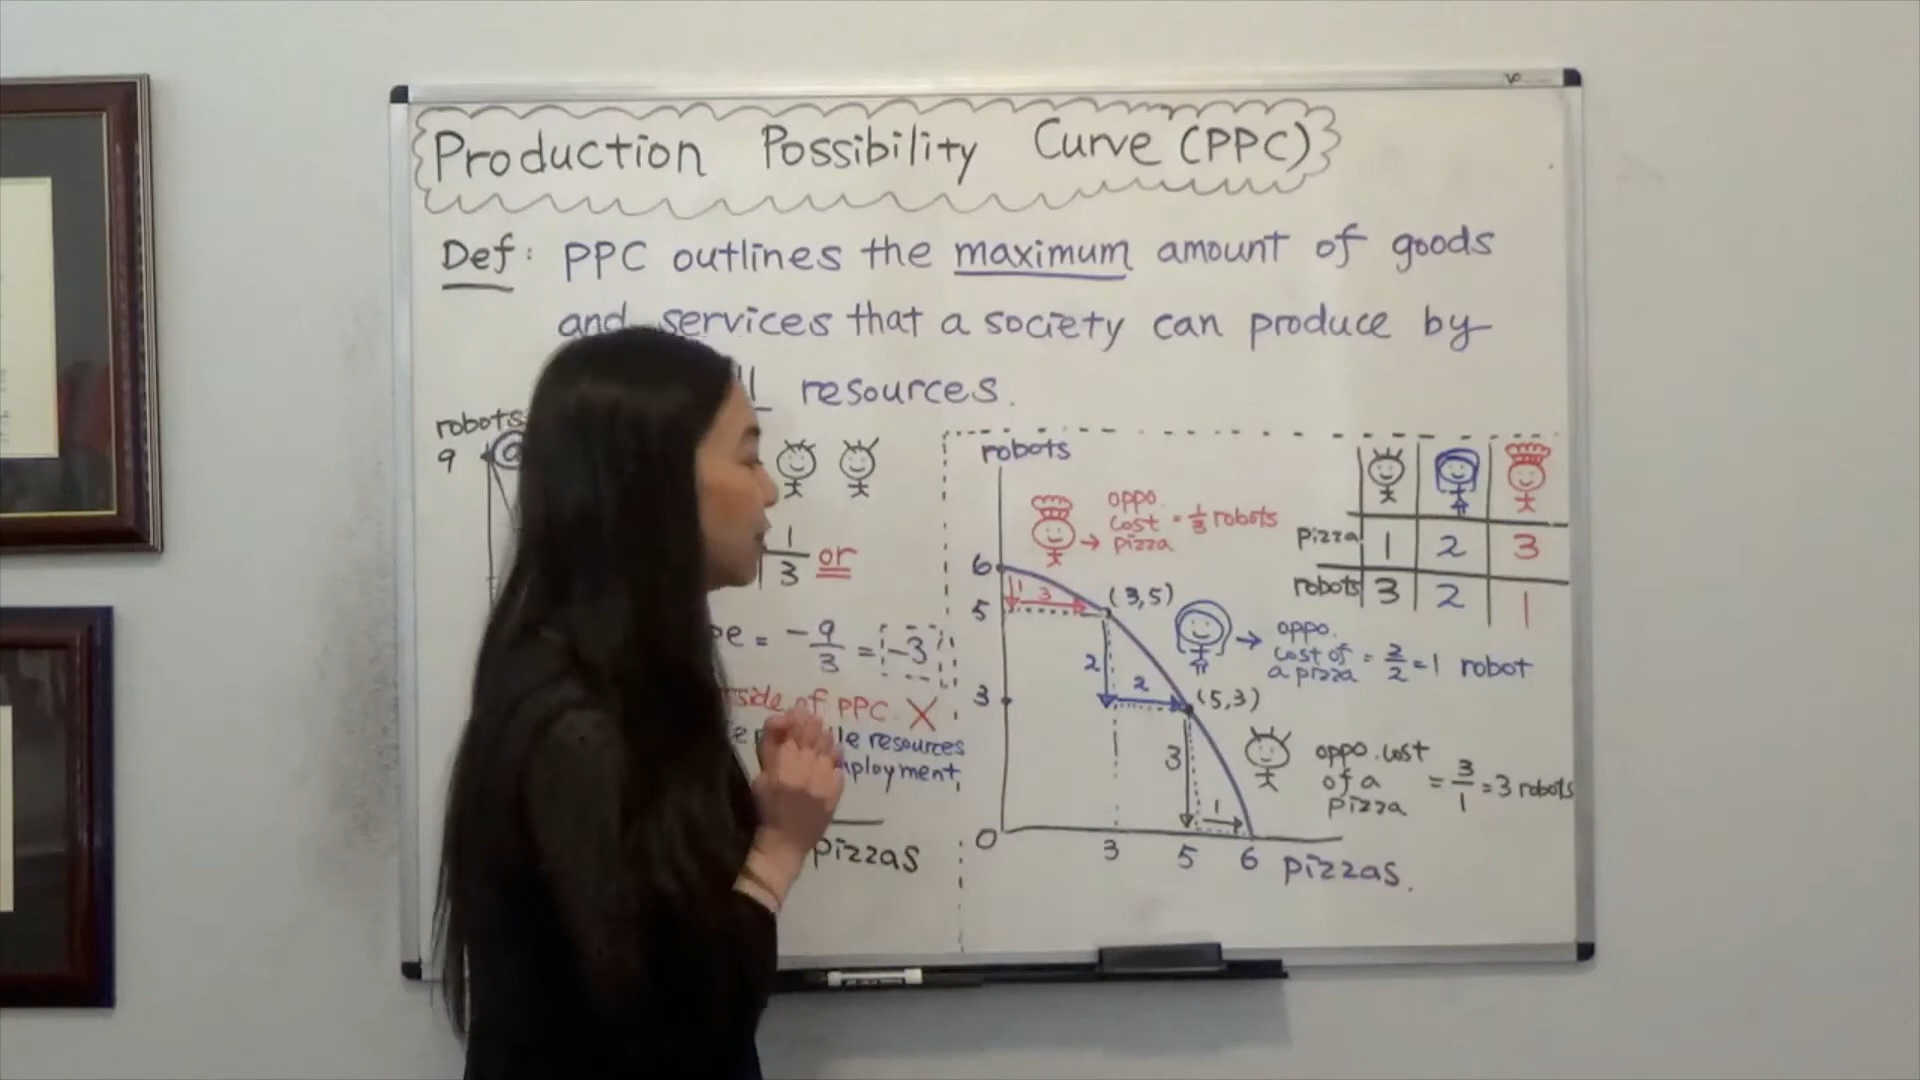 Production Possibility Curve (PPC)
Def: PPC outlines the maximum amount of goods
and services that a society can produce by
resources.
robots
9
1
3 or
= -9/3 = -3
of PPC. X
resources
pizzas
robots
oppo.
cost = 1/3 robots
pizza
6
1 3
5
(3,5)
2
2
oppo.
cost of = 2/2 = 1 robot
a pizza
3
(5,3)
3
1
oppo. cost
of a = 3/1 = 3 robots
pizza
0 3 5 6 pizzas.
pizza 1 2 3
robots 3 2 1